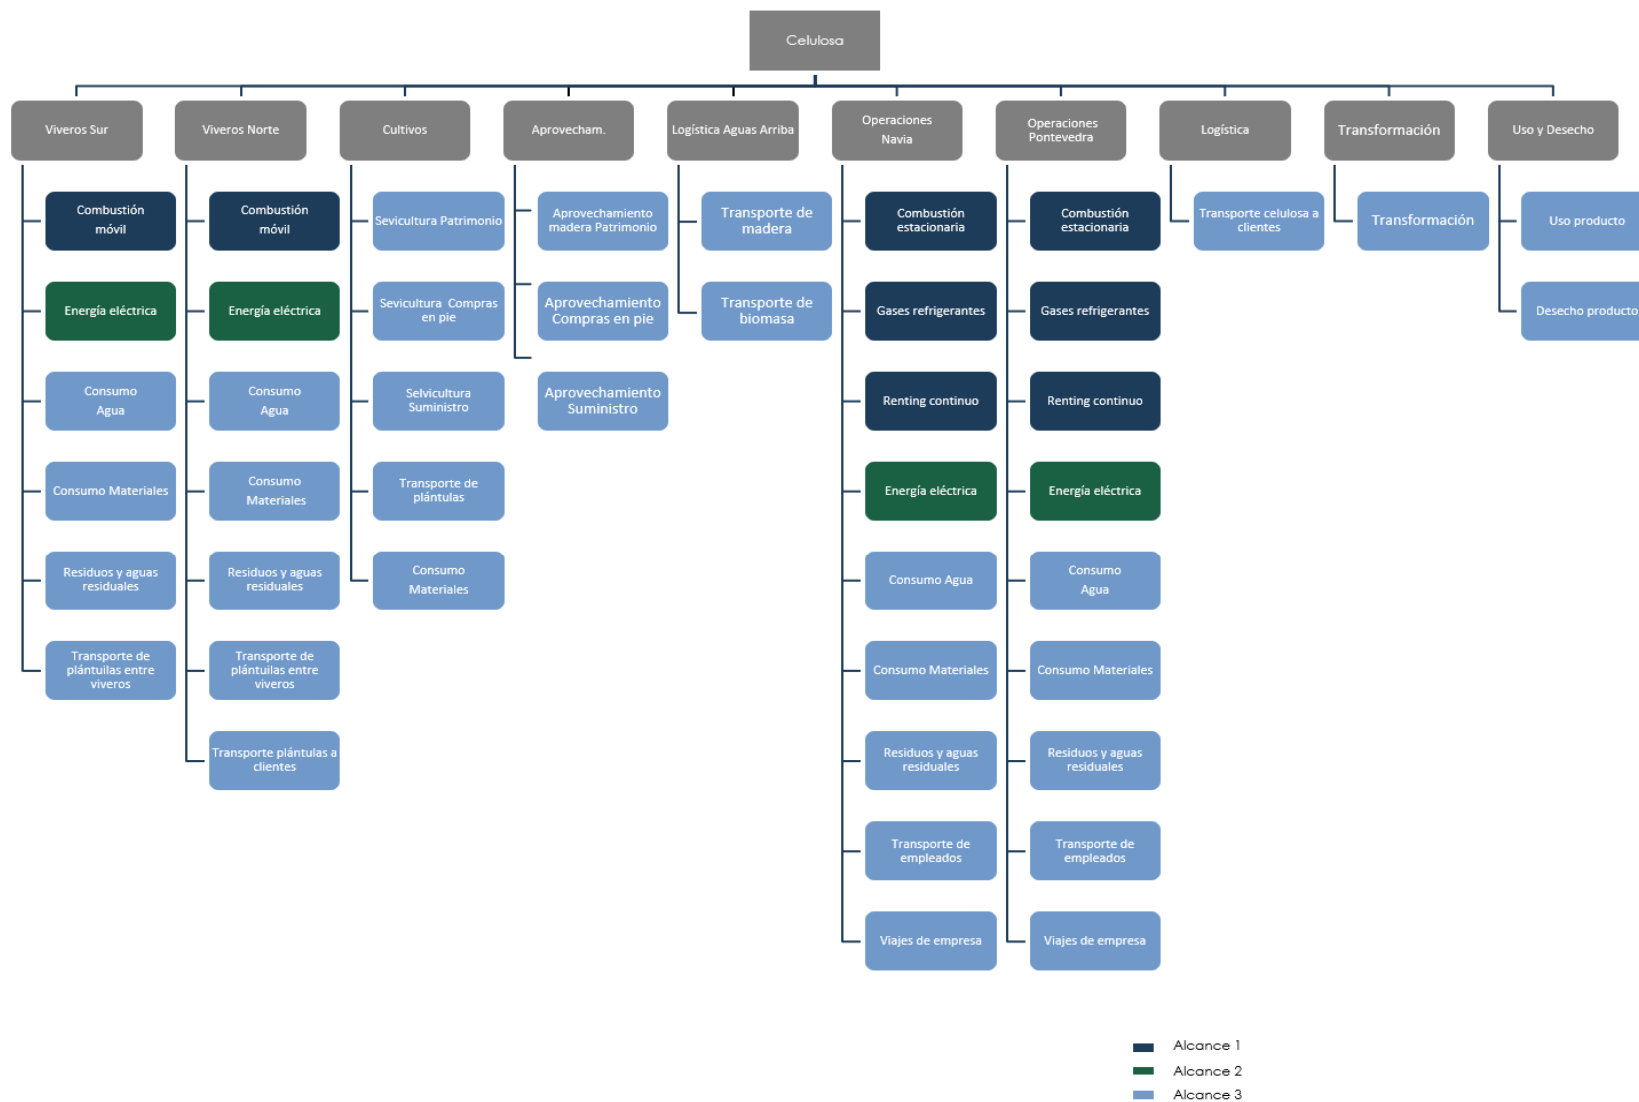 Celulosa
Viveros Sur
Viveros Norte
Cultivos
Aprovecham.
Logística Aguas Arriba
Operaciones
Navia
Operaciones
Pontevedra
Logística
Transformación
Uso y Desecho
Combustión
móvil
Energía eléctrica
Consumo
Agua
Consumo Materiales
Residuos y aguas
residuales
Transporte de
plántuilas entre
viveros
Combustión
móvil
Energía eléctrica
Consumo
Agua
Consumo
Materiales
Residuos y aguas
residuales
Transporte de
plántuilas entre
viveros
Transporte plántulas a
clientes
Sevicultura Patrimonio
Sevicultura Compras
en pie
Selvicultura
Suministro
Transporte de
plántulas
Consumo
Materiales
Aprovechamiento
madera Patrimonio
Aprovechamiento
Compras en pie
Aprovechamiento
Suministro
Transporte de
madera
Transporte de
biomasa
Combustión
estacionaria
Gases refrigerantes
Renting continuo
Energía eléctrica
Consumo Agua
Consumo Materiales
Residuos y aguas
residuales
Transporte de
empleados
Viajes de empresa
Combustión
estacionaria
Gases refrigerantes
Renting continuo
Energía eléctrica
Consumo
Agua
Consumo Materiales
Residuos y aguas
residuales
Transporte de
empleados
Viajes de empresa
Transporte celulosa a
clientes
Transformación
Uso producto
Desecho producto
Alcance 1
Alcance 2
Alcance 3